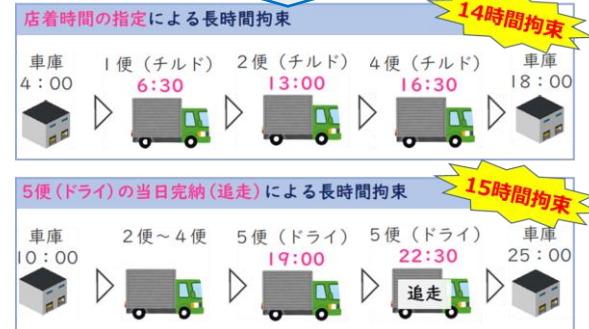 店着時間の指定による長時間拘束
14時間拘束
車庫 1便（チルド） 2便（チルド） 4便（チルド） 車庫
4：00 6:30 13:00 16:30 18：00
5便（ドライ）の当日完納（追走）による長時間拘束
15時間拘束
車庫 2便～4便 5便（ドライ） 5便（ドライ） 車庫
10：00 19:00 22:30 25：00
追走